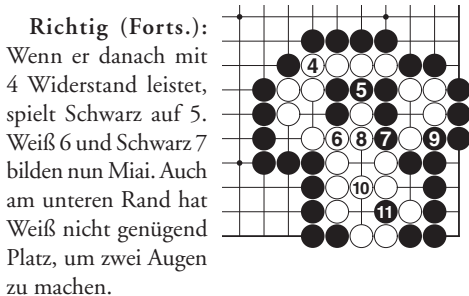 Richtig (Forts.):
Wenn er danach mit
4 Widerstand leistet,
spielt Schwarz auf 5.
Weiß 6 und Schwarz 7
bilden nun Miai. Auch
am unteren Rand hat
Weiß nicht genügend
Platz, um zwei Augen
zu machen.
4
5
6 8 7 9
10
11